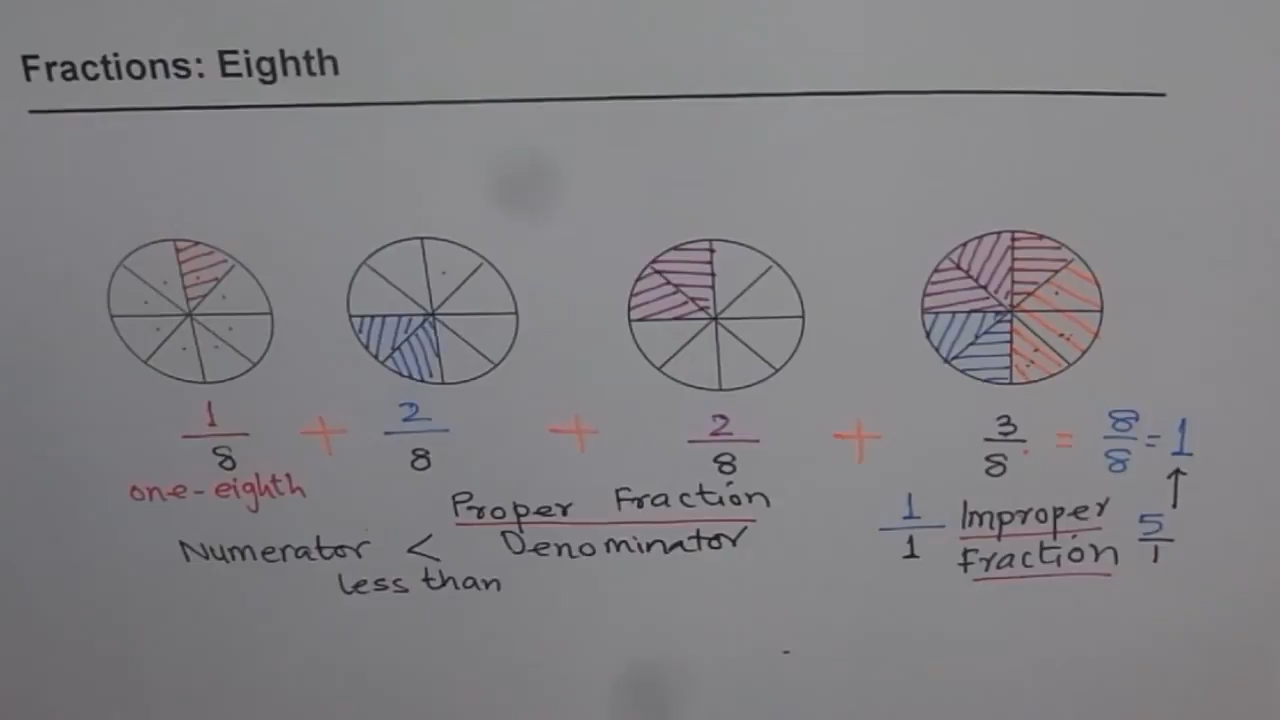 Fractions: Eighth
1/8 + 2/8 + 2/8 + 3/8 = 8/8 = 1
one-eighth
Proper Fraction
Numerator < Denominator
less than
1/1 Improper 5/1
Fraction